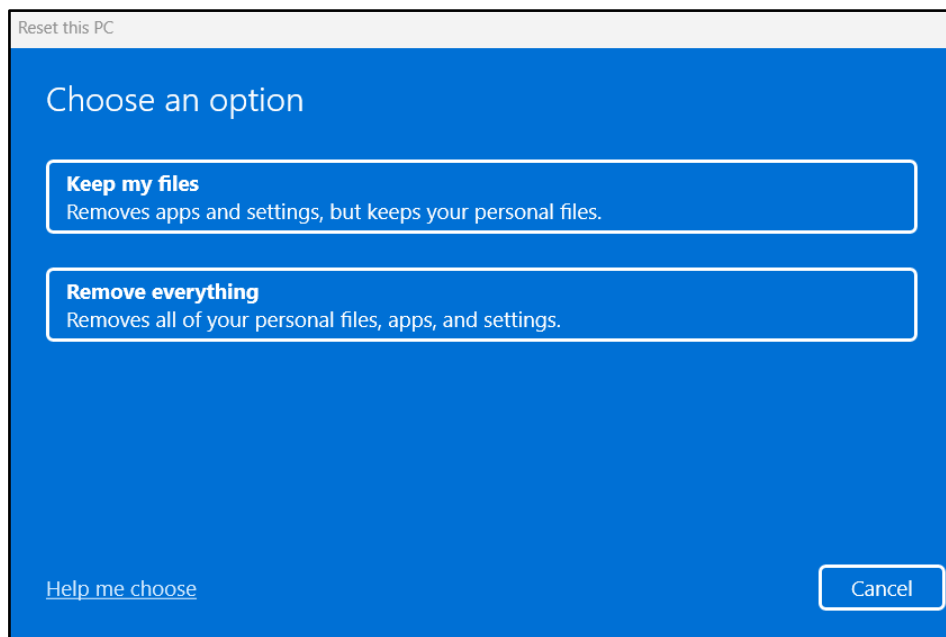 Reset this PC
Choose an option
Keep my files
Removes apps and settings, but keeps your personal files.
Remove everything
Removes all of your personal files, apps, and settings.
Help me choose
Cancel